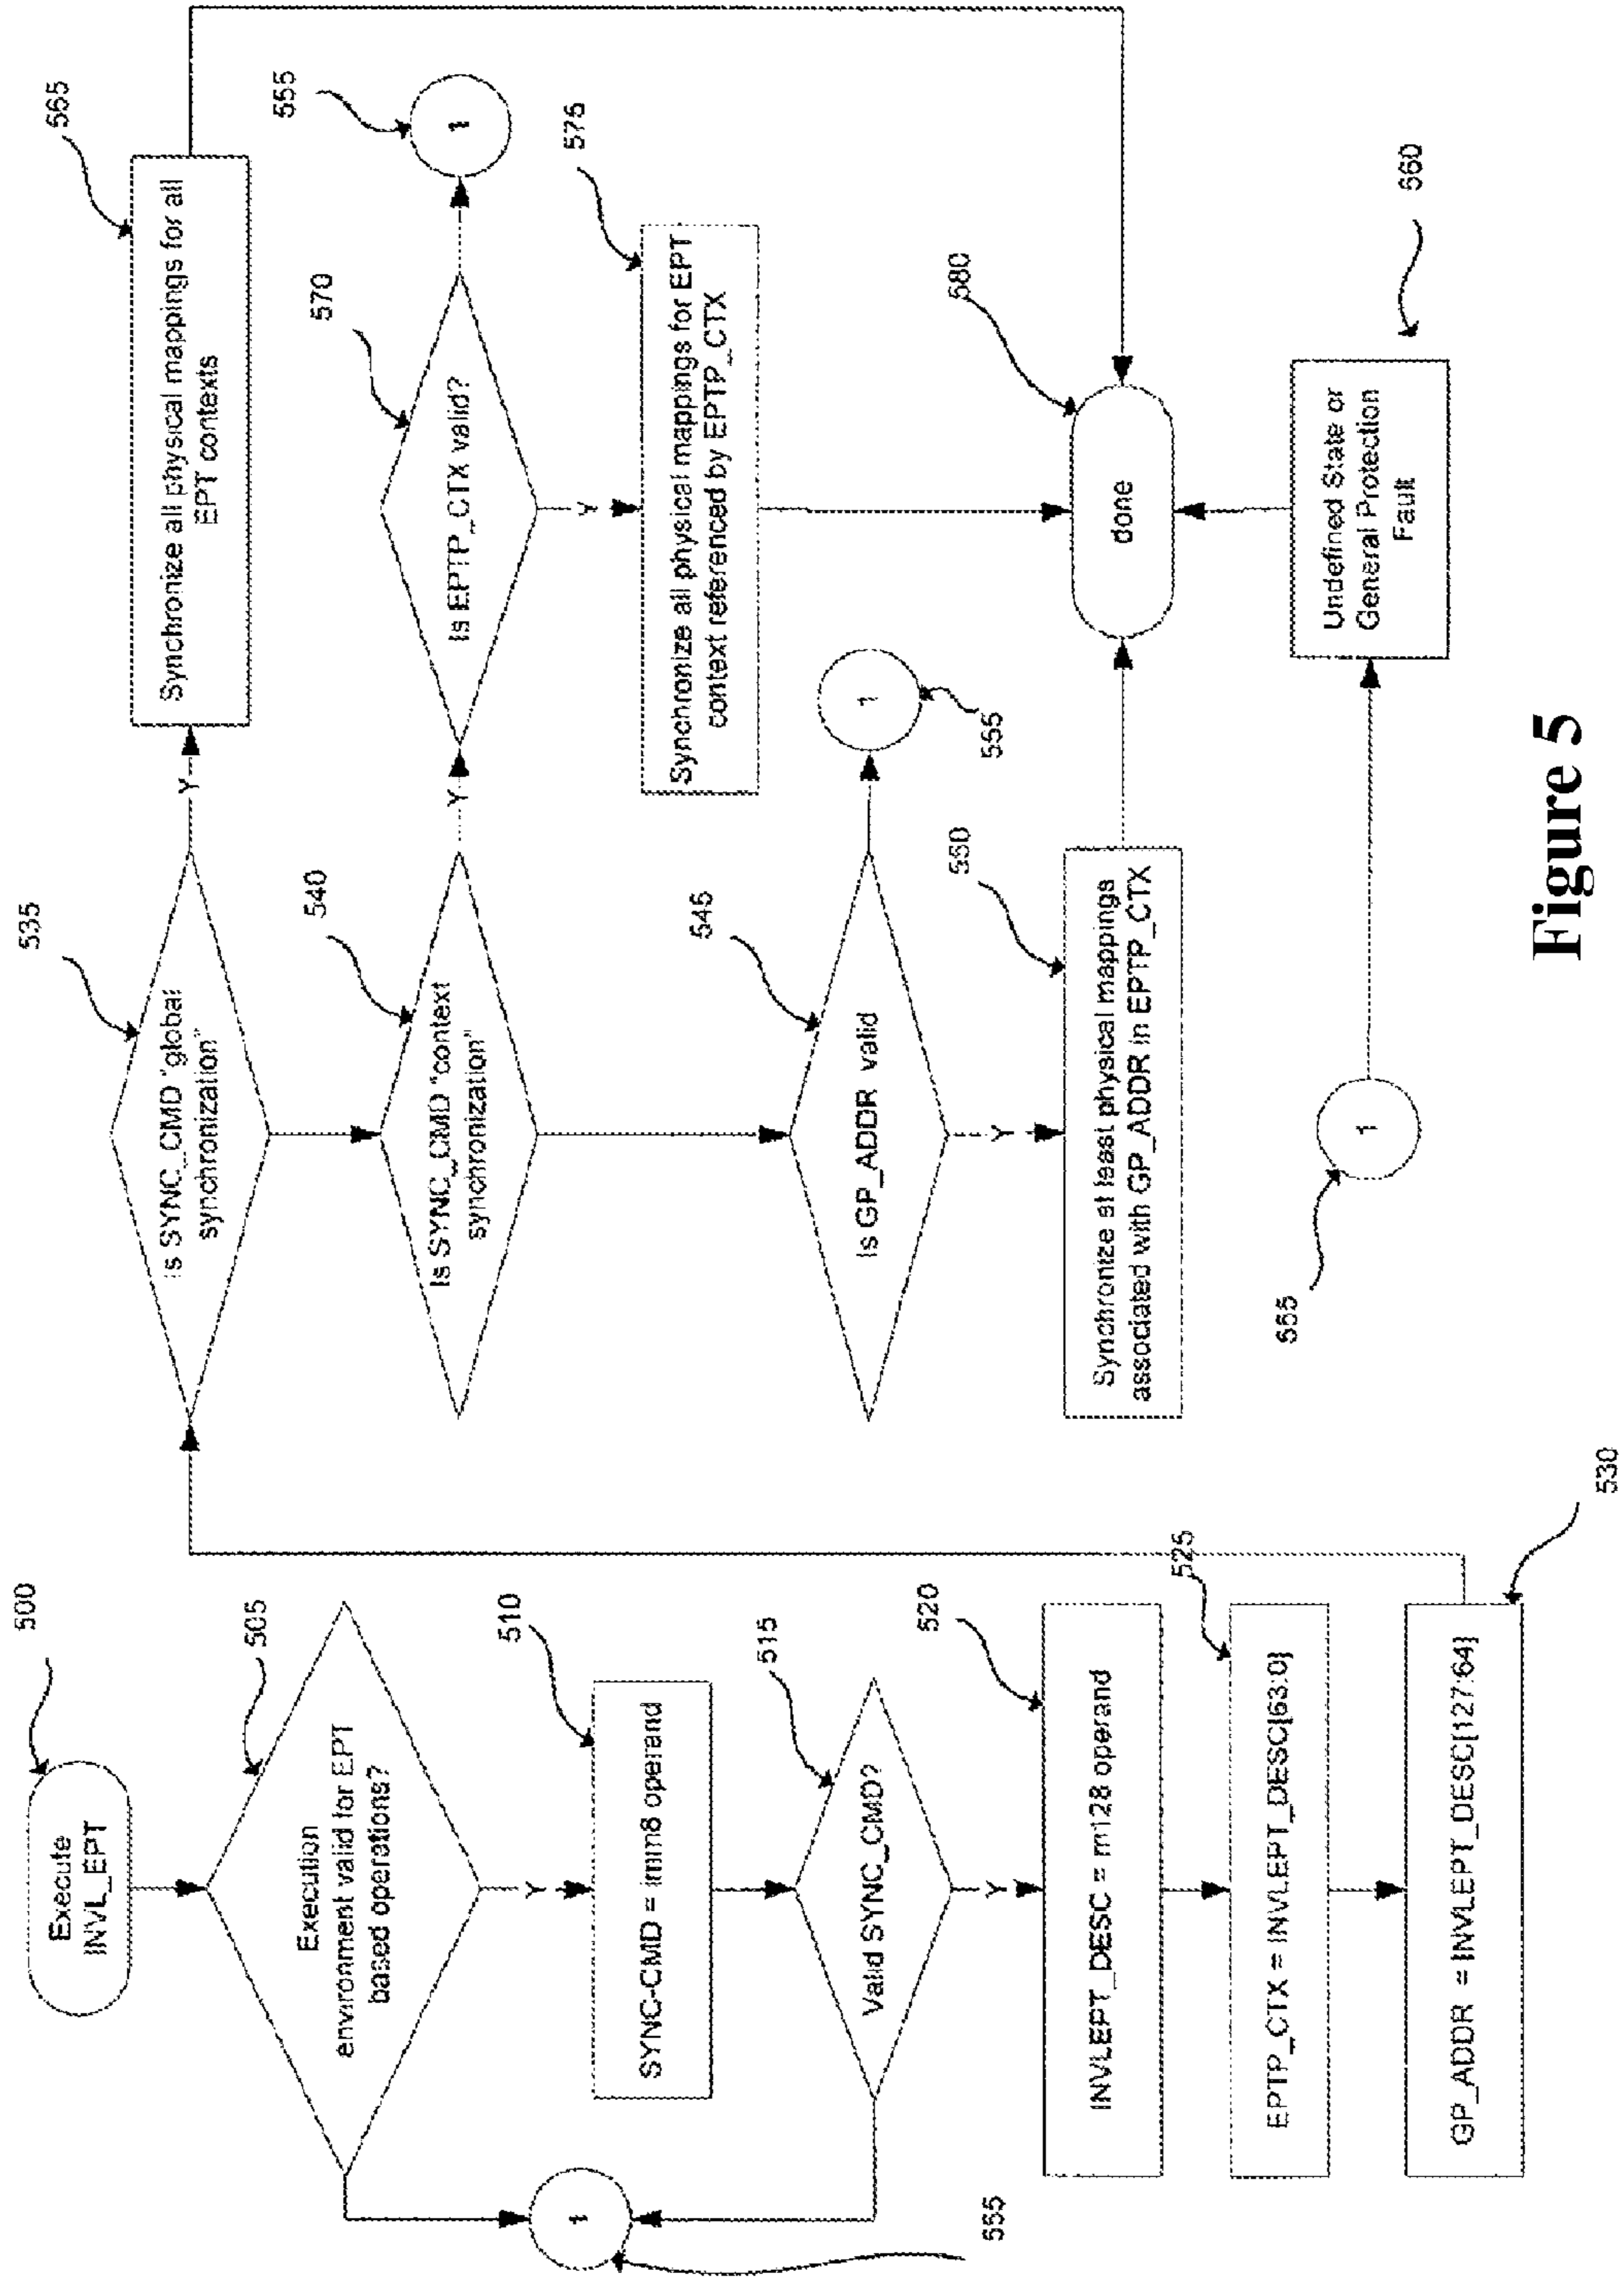 500
Execute
INVL_EPT
505
Execution
environment valid for EPT
based operations?
Y
510
SYNC-CMD = imm8 operand
515
Valid SYNC_CMD?
Y
520
INVLEPT_DESC = m128 operand
525
EPTP_CTX = INVLEPT_DESC[63:0]
GP_ADDR = INVLEPT_DESC[127:64]
530
1
555
535
Is SYNC_CMD "global
synchronization"
Y
565
Synchronize all physical mappings for all
EPT contexts
540
Is SYNC_CMD "context
synchronization"
Y
570
Is EPTP_CTX valid?
1
555
Y
575
Synchronize all physical mappings for EPT
context referenced by EPTP_CTX
545
Is GP_ADDR valid
1
555
Y
550
Synchronize at least physical mappings
associated with GP_ADDR in EPTP_CTX
580
done
555
1
Undefined State or
General Protection
Fault
560
Figure 5